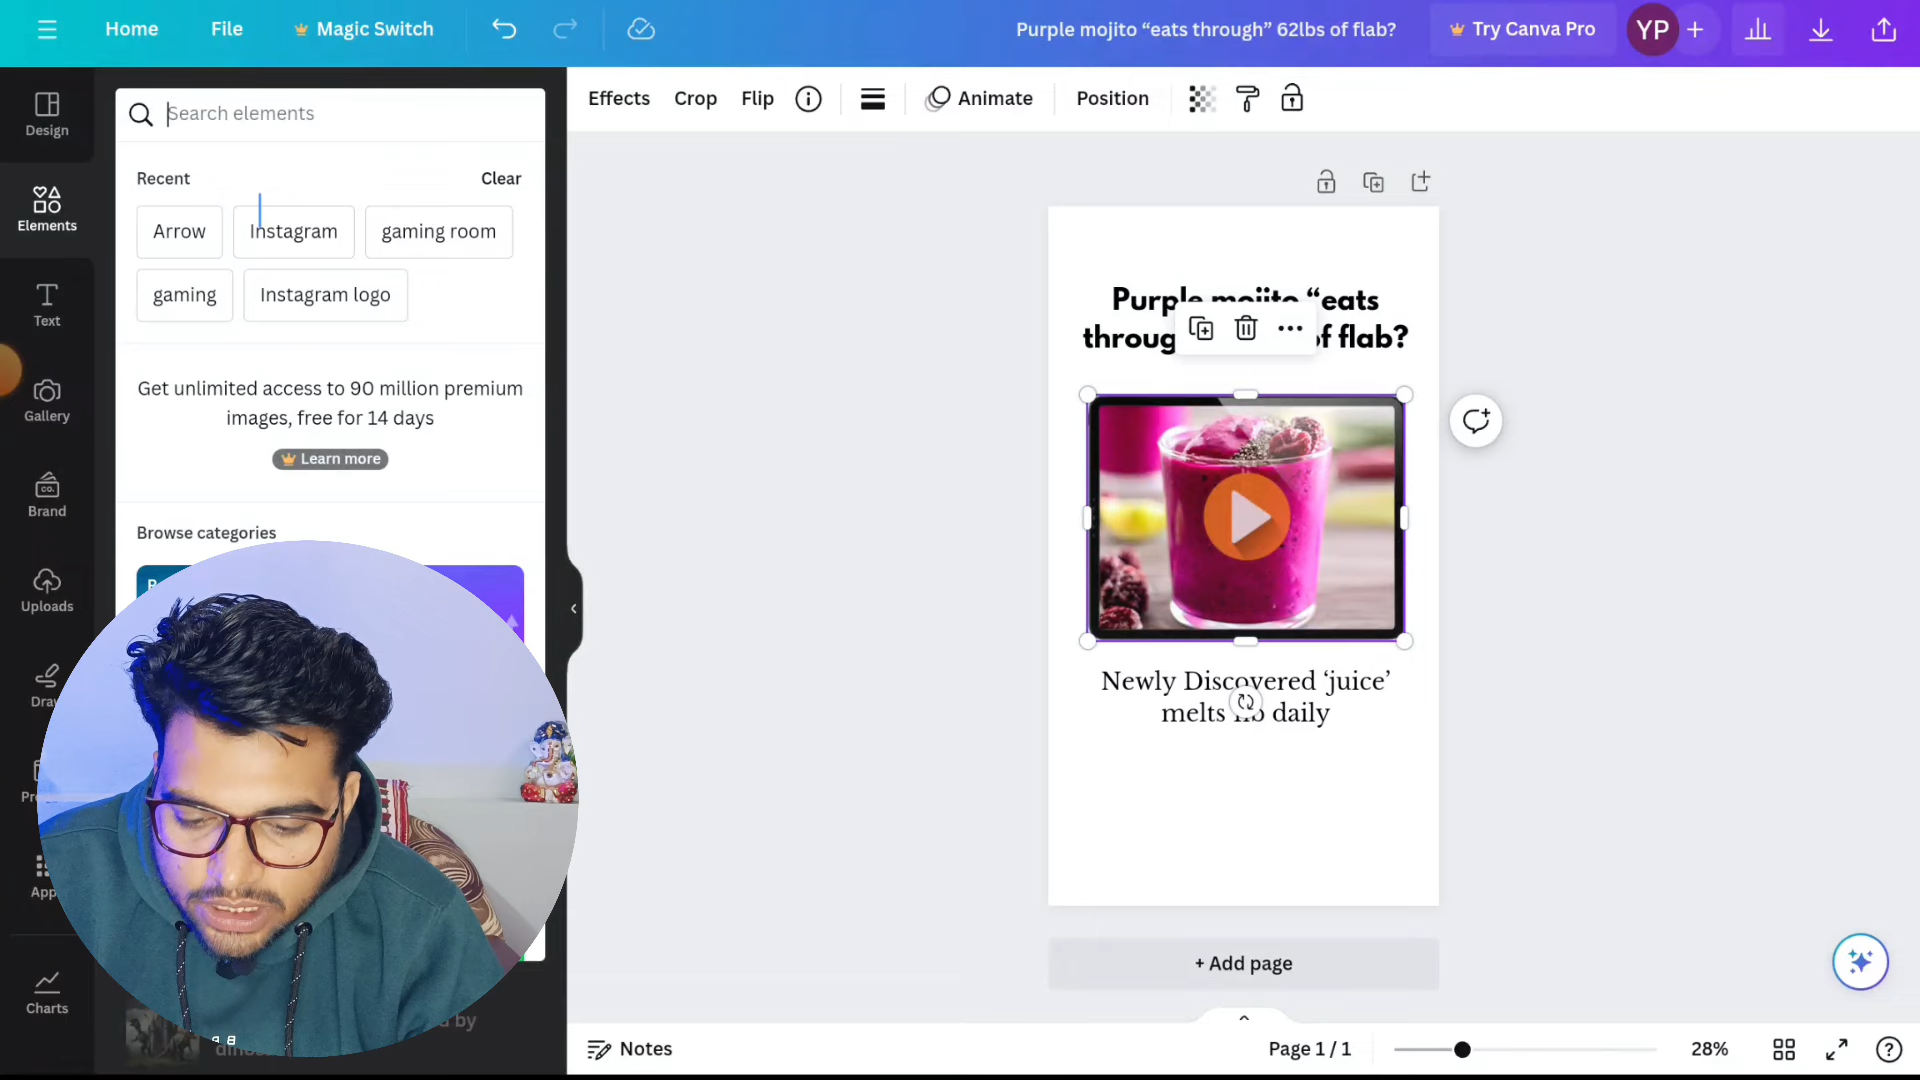 Home
File
Magic Switch
Purple mojito “eats through” 62lbs of flab?
Try Canva Pro
YP
Design
Elements
Text
Gallery
Brand
Uploads
Charts
Search elements
Recent
Clear
Arrow
Instagram
gaming room
gaming
Instagram logo
Get unlimited access to 90 million premium
images, free for 14 days
Learn more
Browse categories
Effects
Crop
Flip
Animate
Position
Purple mojito “eats
of flab?
Newly Discovered ‘juice’
melts daily
+ Add page
Notes
Page 1 / 1
28%